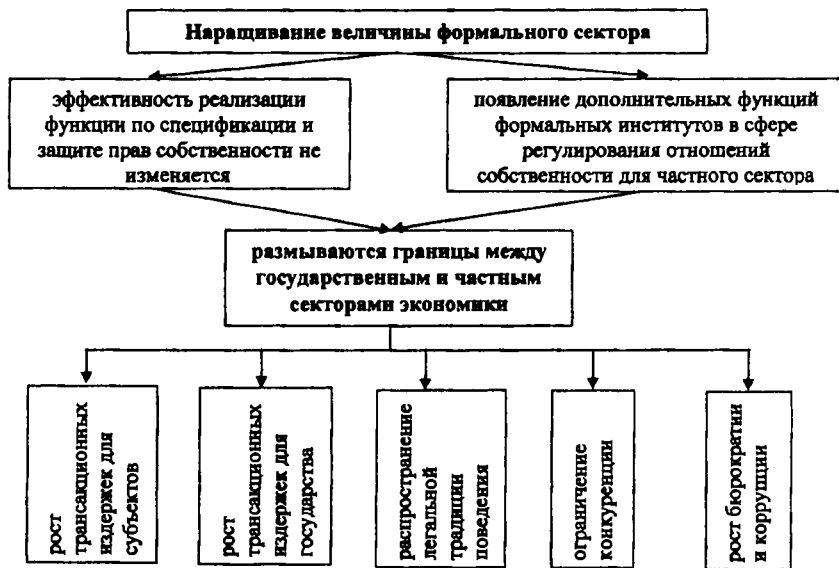 Наращивание величины формального сектора
эффективность реализации
функции по спецификации и
защите прав собственности не
изменяется
появление дополнительных функций
формальных институтов в сфере
регулирования отношений
собственности для частного сектора
размываются границы между
государственным и частным
секторами экономики
рост
трансакционных
издержек для
субъектов
рост
трансакционных
издержек для
государства
распространение
легальной
традиции
поведения
ограничение
конкуренции
рост бюрократии
и коррупции